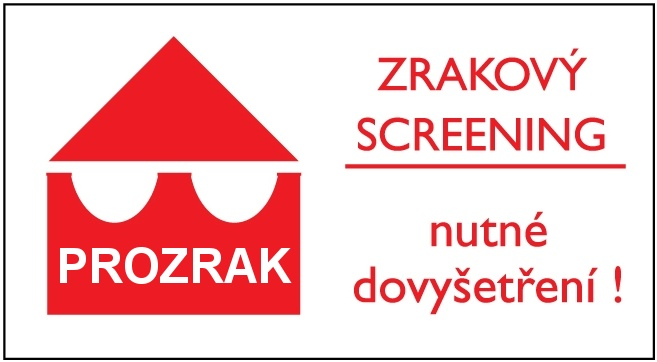 ZRAKOVÝ
SCREENING
PROZRAK
nutné
dovyšetření !